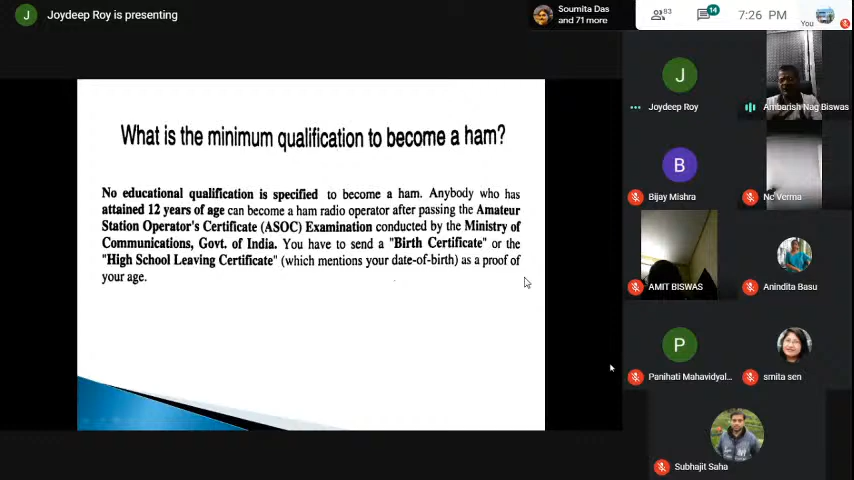 J
Joydeep Roy is presenting
Soumita Das
and 71 more
83
14
7:26 PM
You
What is the minimum qualification to become a ham?
No educational qualification is specified to become a ham. Anybody who has
attained 12 years of age can become a ham radio operator after passing the Amateur
Station Operator's Certificate (ASOC) Examination conducted by the Ministry of
Communications, Govt. of India. You have to send a "Birth Certificate" or the
"High School Leaving Certificate" (which mentions your date-of-birth) as a proof of
your age.
J
Joydeep Roy
Ambarish Nag Biswas
B
Bijay Mishra
Nc Verma
AMIT BISWAS
Anindita Basu
P
Panihati Mahavidyal...
smita sen
Subhajit Saha